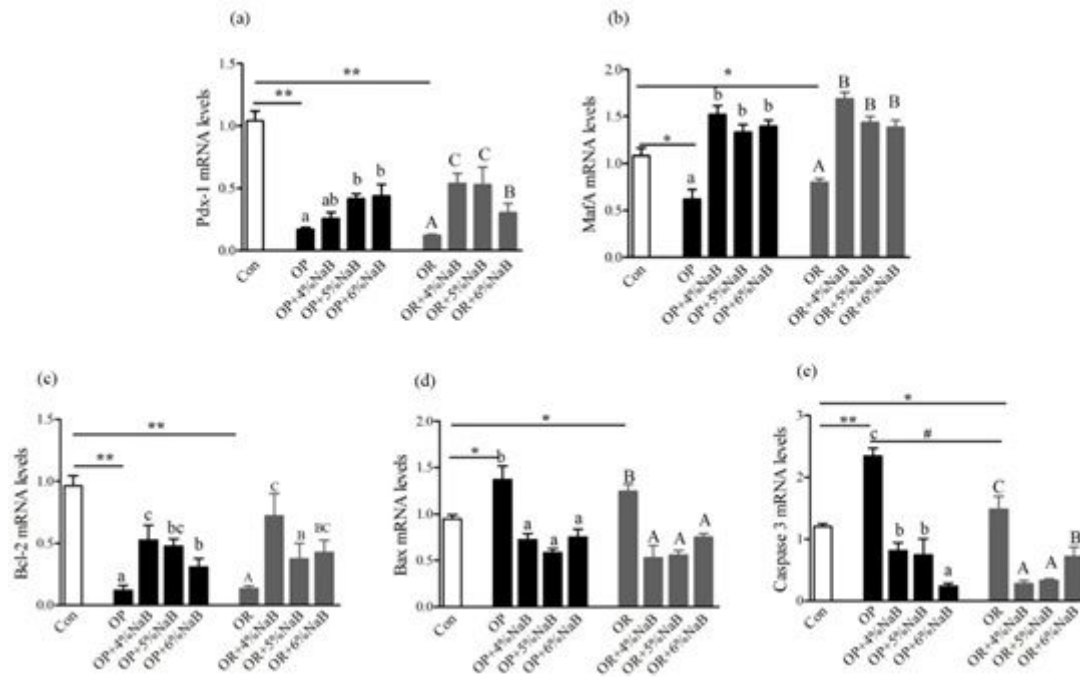 (a)
Pdx-1 mRNA levels
1.5
1.0
0.5
0.0
**
**
a
ab
b
b
A
C
C
B
Con
OP
OP+4%NaB
OP+5%NaB
OP+6%NaB
OR
OR+4%NaB
OR+5%NaB
OR+6%NaB
(b)
MafA mRNA levels
2.0
1.5
1.0
0.5
0.0
*
*
a
b
b
b
A
B
B
B
Con
OP
OP+4%NaB
OP+5%NaB
OP+6%NaB
OR
OR+4%NaB
OR+5%NaB
OR+6%NaB
(c)
Bcl-2 mRNA levels
1.5
1.0
0.5
0.0
**
**
a
c
bc
b
A
C
B
BC
Con
OP
OP+4%NaB
OP+5%NaB
OP+6%NaB
OR
OR+4%NaB
OR+5%NaB
OR+6%NaB
(d)
Bax mRNA levels
2.0
1.5
1.0
0.5
0.0
*
*
b
a
a
a
B
A
A
A
Con
OP
OP+4%NaB
OP+5%NaB
OP+6%NaB
OR
OR+4%NaB
OR+5%NaB
OR+6%NaB
(e)
Caspase 3 mRNA levels
3
2
1
0
*
**
#
c
b
b
a
C
A
A
B
Con
OP
OP+4%NaB
OP+5%NaB
OP+6%NaB
OR
OR+4%NaB
OR+5%NaB
OR+6%NaB